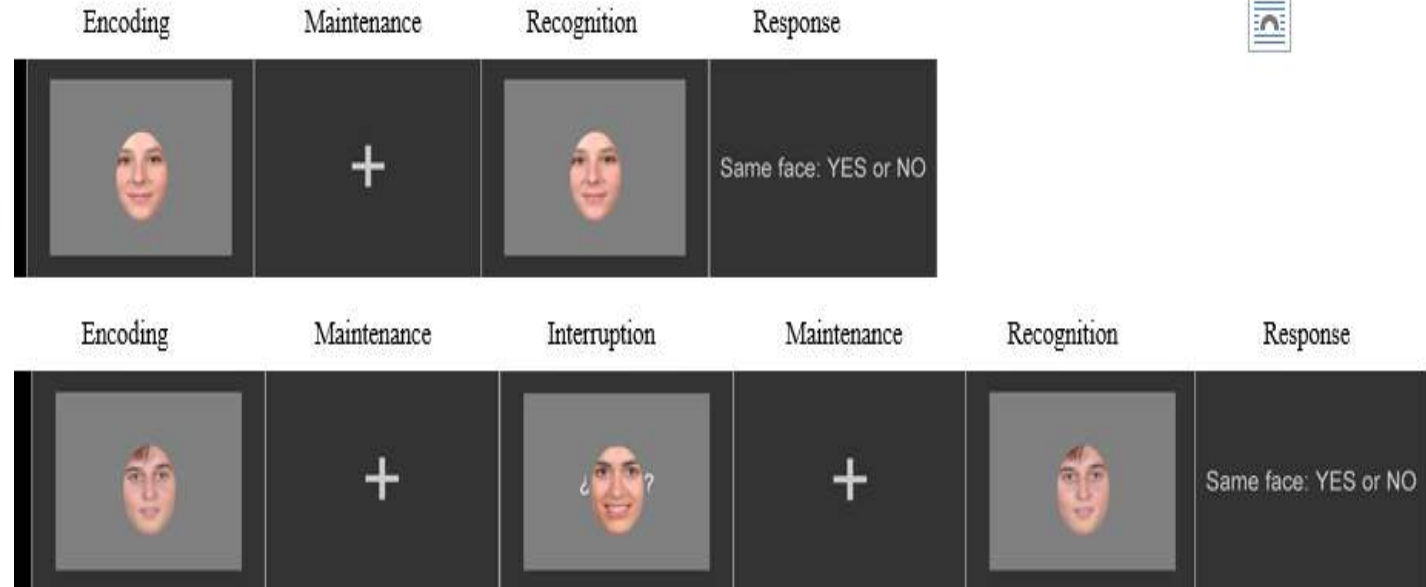 Encoding Maintenance Recognition Response
+
Same face: YES or NO
Encoding Maintenance Interruption Maintenance Recognition Response
+ ¿ ? +
Same face: YES or NO